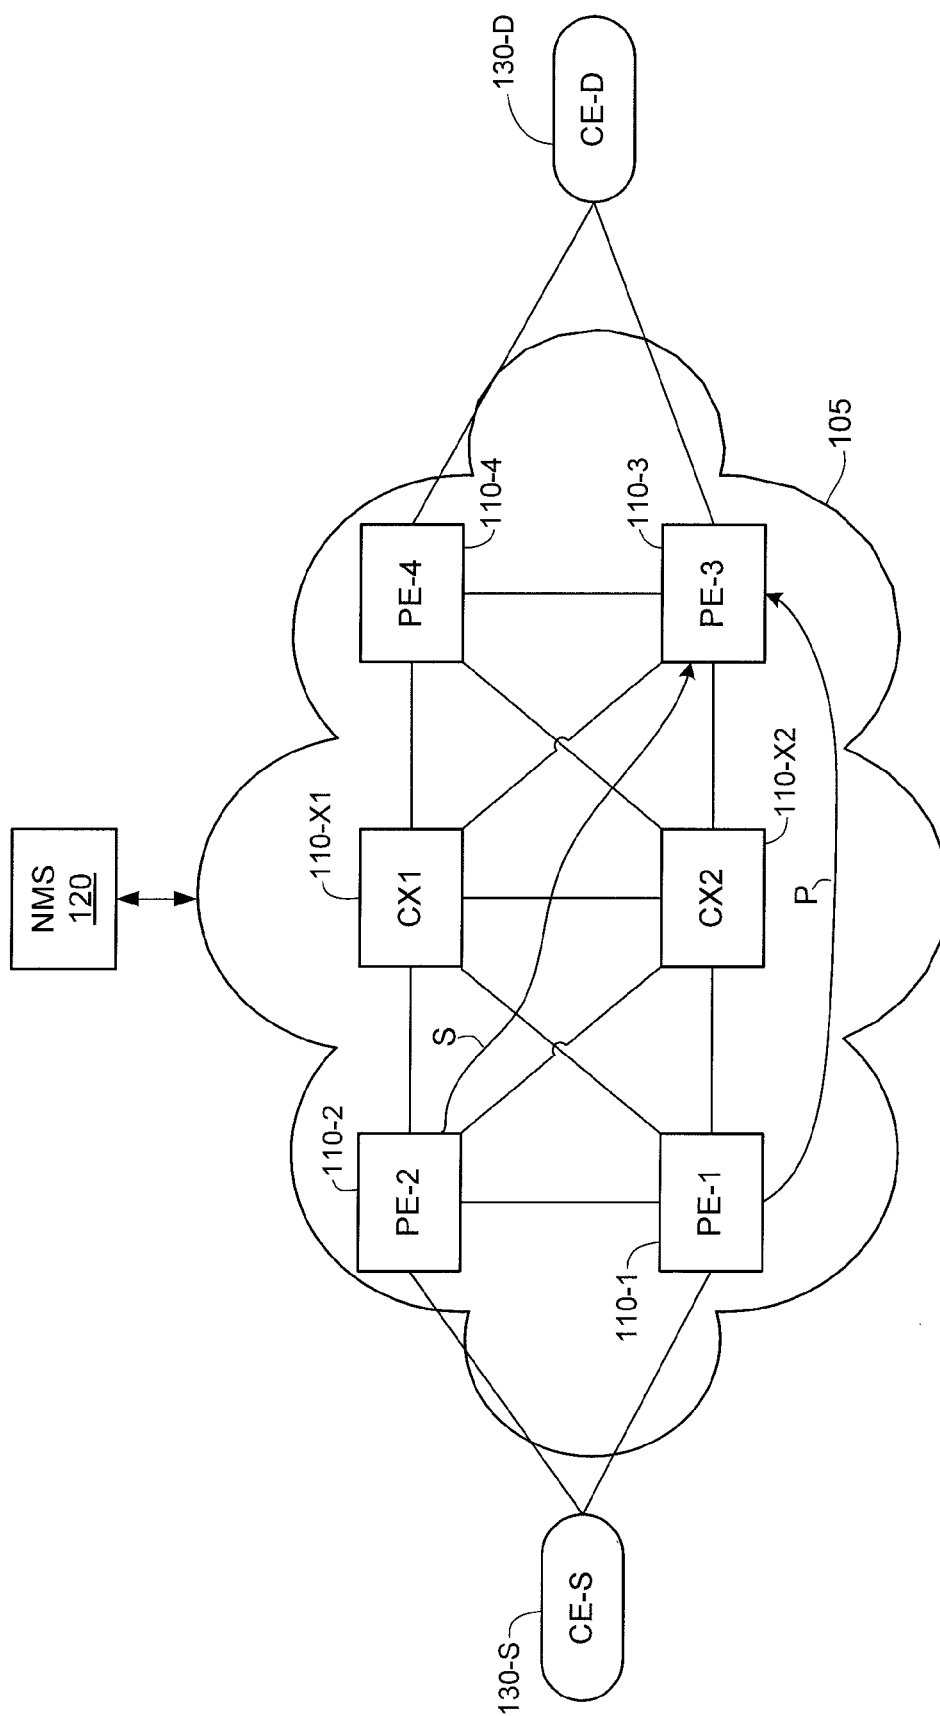 NMS
120
105
110-2
PE-2
110-X1
CX1
110-4
PE-4
S
130-S
CE-S
130-D
CE-D
110-1
PE-1
110-X2
CX2
110-3
PE-3
P